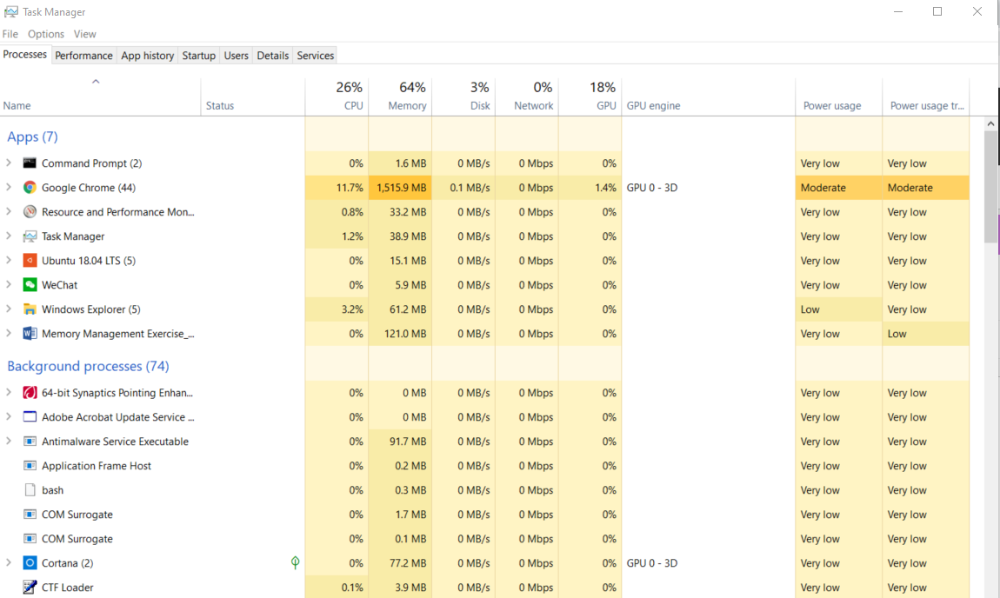 Task Manager
File Options View
Processes Performance App history Startup Users Details Services
26% 64% 3% 0% 18%
Name Status CPU Memory Disk Network GPU GPU engine Power usage Power usage tr...
Apps (7)
Command Prompt (2) 0% 1.6 MB 0 MB/s 0 Mbps 0% Very low Very low
Google Chrome (44) 11.7% 1,515.9 MB 0.1 MB/s 0 Mbps 1.4% GPU 0 - 3D Moderate Moderate
Resource and Performance Mon... 0.8% 33.2 MB 0 MB/s 0 Mbps 0% Very low Very low
Task Manager 1.2% 38.9 MB 0 MB/s 0 Mbps 0% Very low Very low
Ubuntu 18.04 LTS (5) 0% 15.1 MB 0 MB/s 0 Mbps 0% Very low Very low
WeChat 0% 5.9 MB 0 MB/s 0 Mbps 0% Very low Very low
Windows Explorer (5) 3.2% 61.2 MB 0 MB/s 0 Mbps 0% Low Very low
Memory Management Exercise_... 0% 121.0 MB 0 MB/s 0 Mbps 0% Very low Low
Background processes (74)
64-bit Synaptics Pointing Enhan... 0% 0 MB 0 MB/s 0 Mbps 0% Very low Very low
Adobe Acrobat Update Service ... 0% 0 MB 0 MB/s 0 Mbps 0% Very low Very low
Antimalware Service Executable 0% 91.7 MB 0 MB/s 0 Mbps 0% Very low Very low
Application Frame Host 0% 0.2 MB 0 MB/s 0 Mbps 0% Very low Very low
bash 0% 0.3 MB 0 MB/s 0 Mbps 0% Very low Very low
COM Surrogate 0% 1.7 MB 0 MB/s 0 Mbps 0% Very low Very low
COM Surrogate 0% 0.1 MB 0 MB/s 0 Mbps 0% Very low Very low
Cortana (2) 0% 77.2 MB 0 MB/s 0 Mbps 0% GPU 0 - 3D Very low Very low
CTF Loader 0.1% 3.9 MB 0 MB/s 0 Mbps 0% Very low Very low